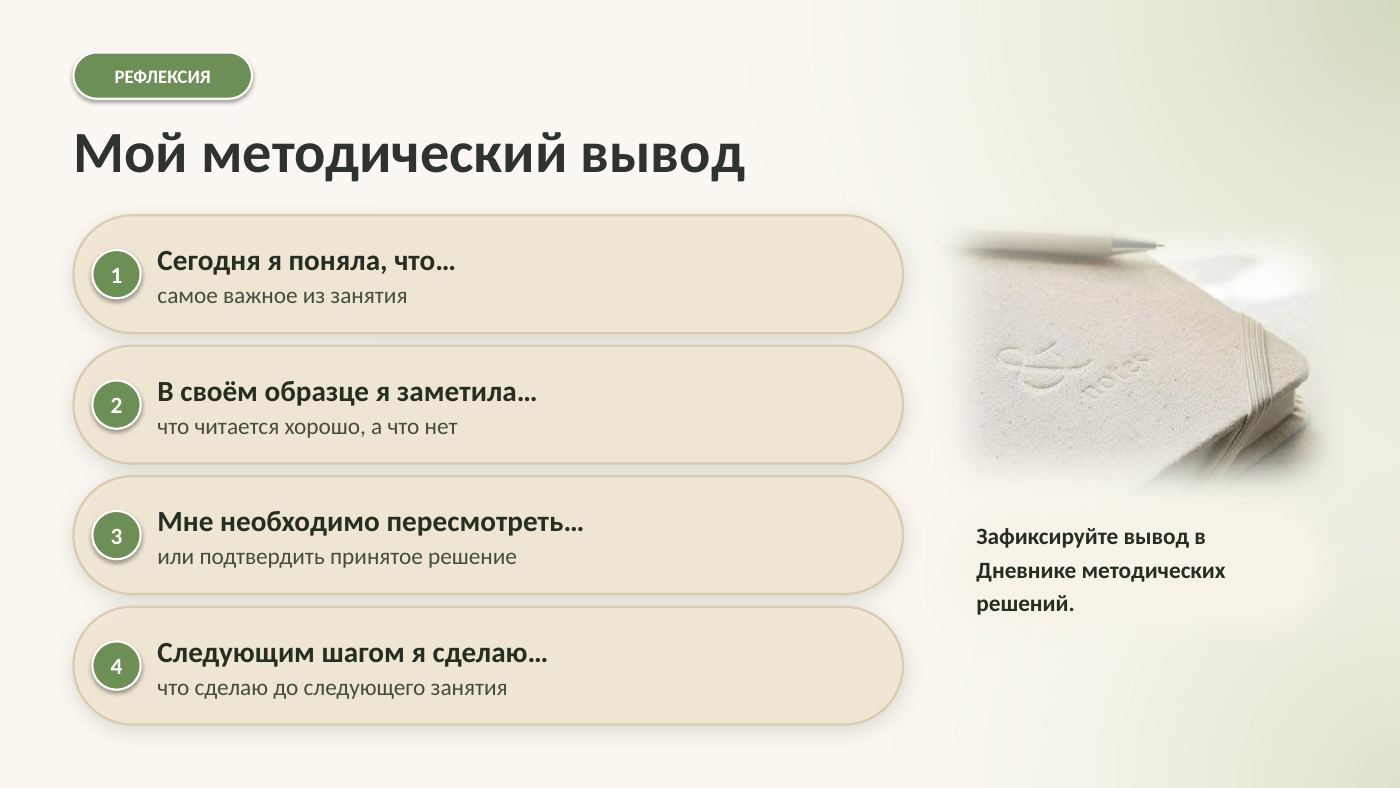 РЕФЛЕКСИЯ
Мой методический вывод
1
Сегодня я поняла, что…
самое важное из занятия
2
В своём образце я заметила…
что читается хорошо, а что нет
3
Мне необходимо пересмотреть…
или подтвердить принятое решение
4
Следующим шагом я сделаю…
что сделаю до следующего занятия
notes
Зафиксируйте вывод в
Дневнике методических
решений.